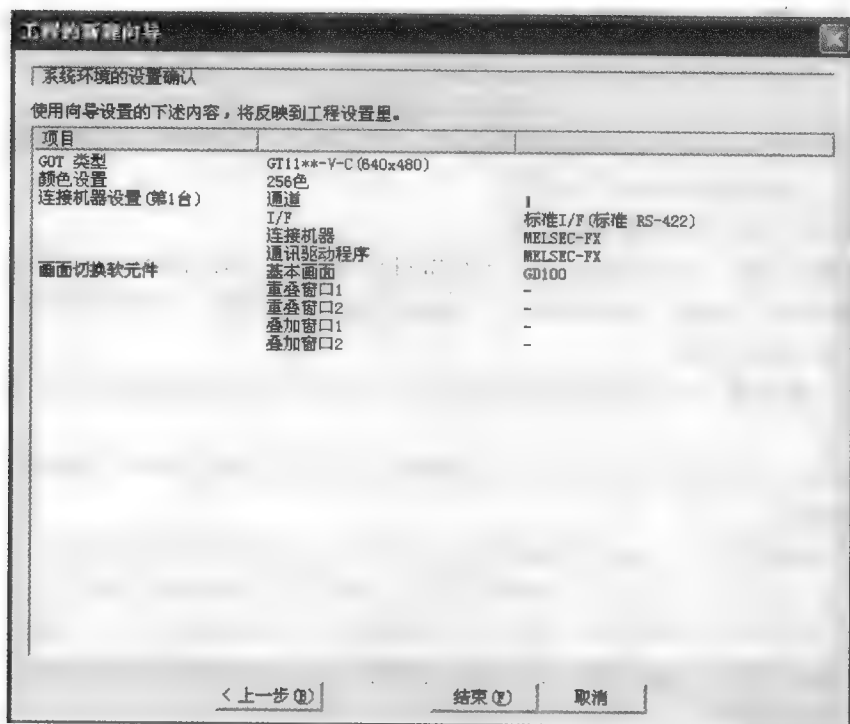 工程的新建向导
系统环境的设置确认
使用向导设置的下述内容，将反映到工程设置里。
项目
GOT 类型 GT11**-V-C(640x480)
颜色设置 256色
连接机器设置(第1台) 通道 1
I/F 标准I/F(标准 RS-422)
连接机器 MELSEC-FX
通讯驱动程序 MELSEC-FX
画面切换软元件 基本画面 GD100
重叠窗口1 -
重叠窗口2 -
叠加窗口1 -
叠加窗口2 -
<上一步(B) 结束(F) 取消